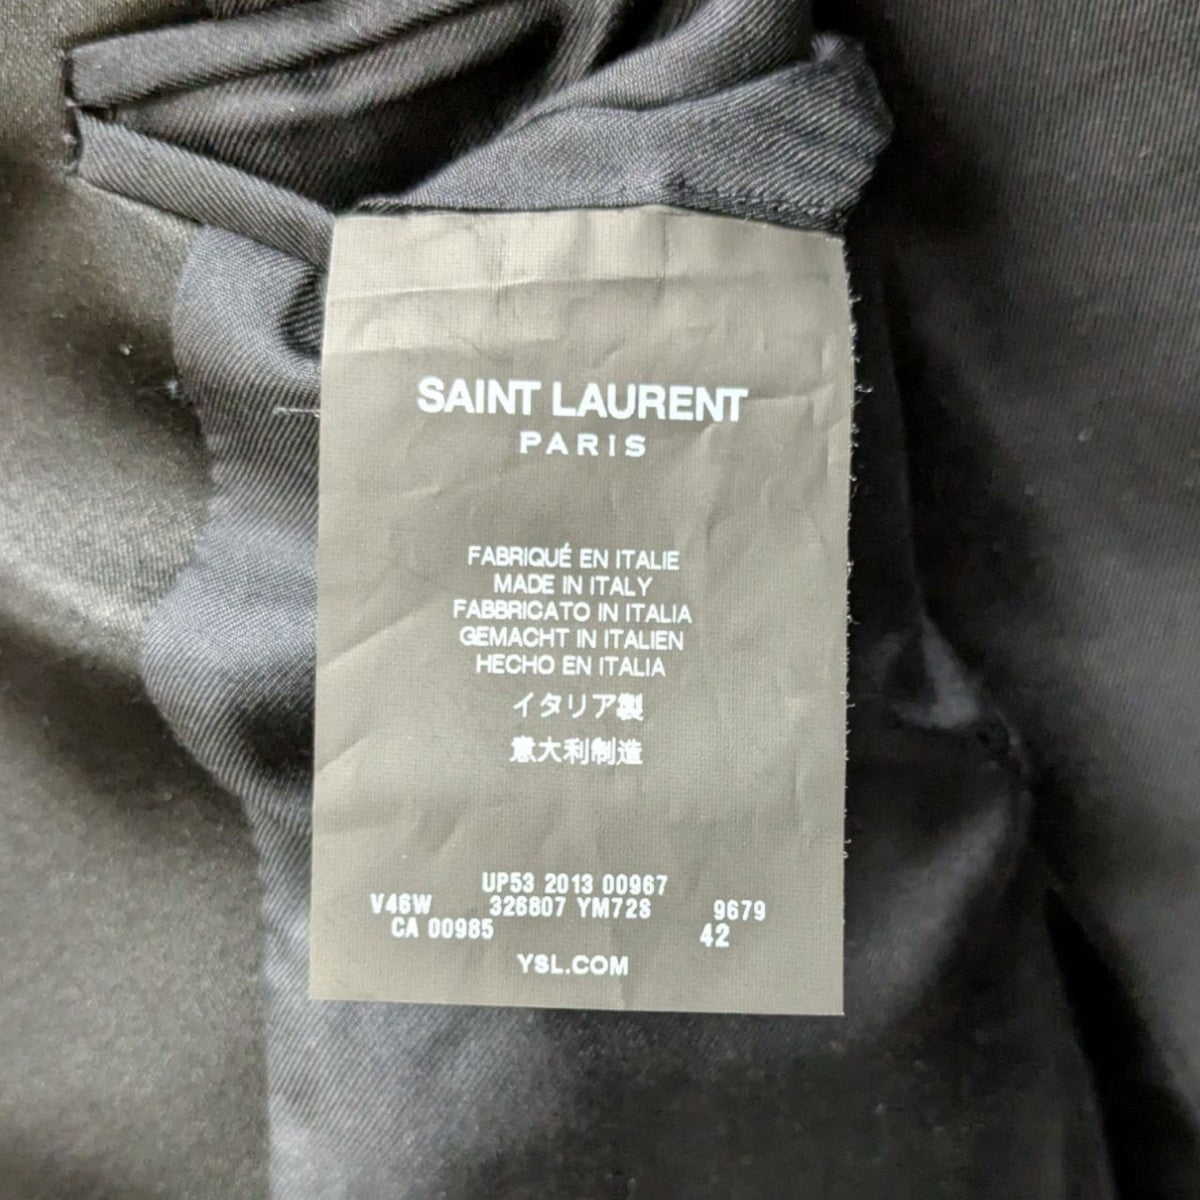 SAINT LAURENT
PARIS
FABRIQUÉ EN ITALIE
MADE IN ITALY
FABBRICATO IN ITALIA
GEMACHT IN ITALIEN
HECHO EN ITALIA
イタリア製
意大利制造
UP53 2013 00967
V46W 326807 YM72S 9679
CA 00985 42
YSL.COM